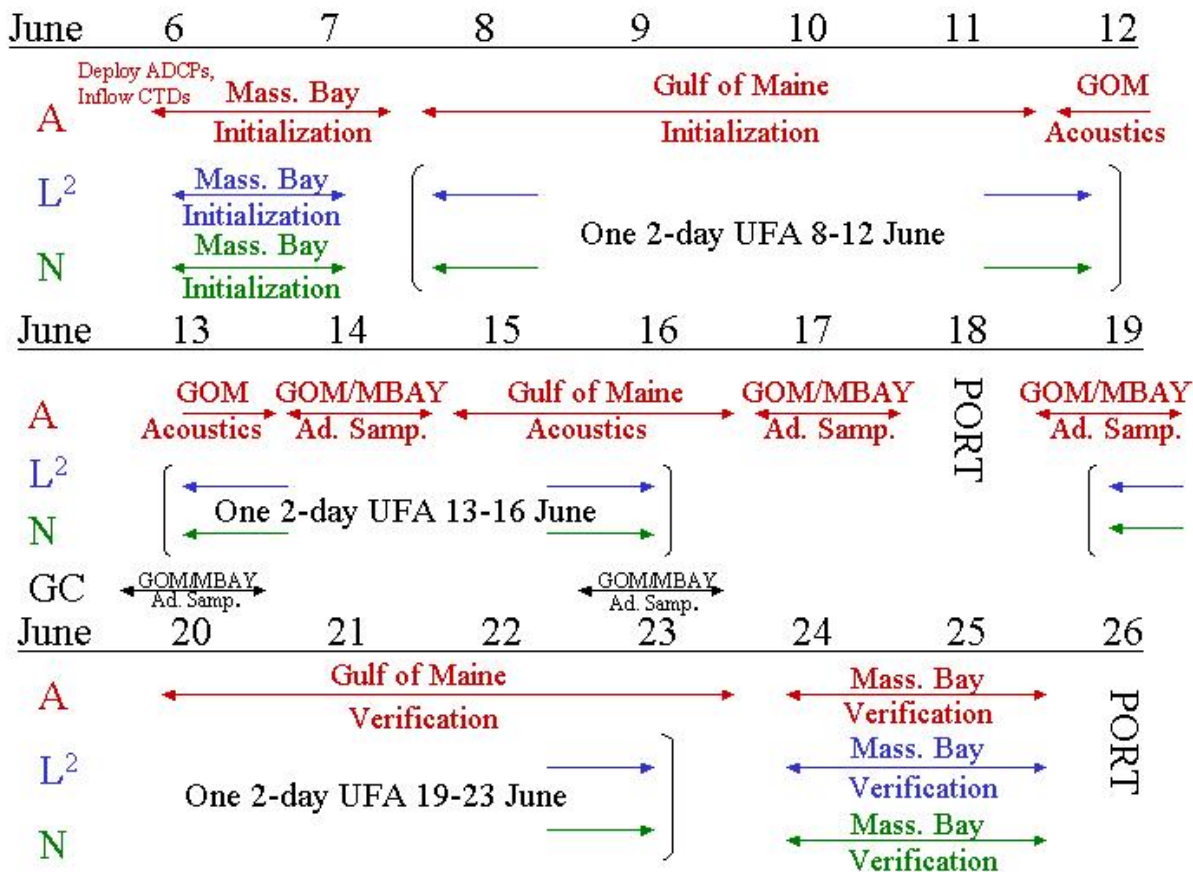 June 6 7 8 9 10 11 12
Deploy ADCPs,
Inflow CTDs
A Mass. Bay Gulf of Maine GOM
Initialization Initialization Acoustics
L² Mass. Bay
Initialization
One 2-day UFA 8-12 June
N Mass. Bay
Initialization
June 13 14 15 16 17 18 19
A GOM GOM/MBAY Gulf of Maine GOM/MBAY PORT GOM/MBAY
Acoustics Ad. Samp. Acoustics Ad. Samp. Ad. Samp.
L²
One 2-day UFA 13-16 June
N
GC GOM/MBAY GOM/MBAY
Ad. Samp. Ad. Samp.
June 20 21 22 23 24 25 26
A Gulf of Maine Mass. Bay PORT
Verification Verification
L² Mass. Bay
Verification
One 2-day UFA 19-23 June
N Mass. Bay
Verification